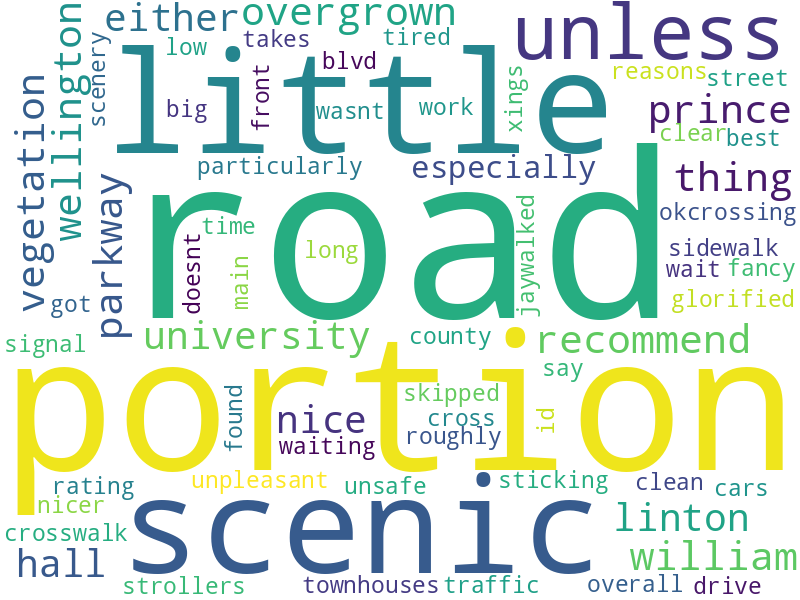 either
overgrown
unless
low
takes
tired
blvd
scenery
wellington
little
reasons
street
big
front
wasnt
work
xings
prince
vegetation
clear
best
particularly
especially
thing
parkway
road
okcrossing
time
jaywalked
doesnt
long
sidewalk
main
wait
fancy
got
glorified
signal
university
county
recommend
portion
say
skipped
found
nice
cross
id
roughly
waiting
rating
unpleasant
unsafe
sticking
clean
cars
nicer
scenic
linton
crosswalk
hall
william
strollers
townhouses
traffic
overall
drive